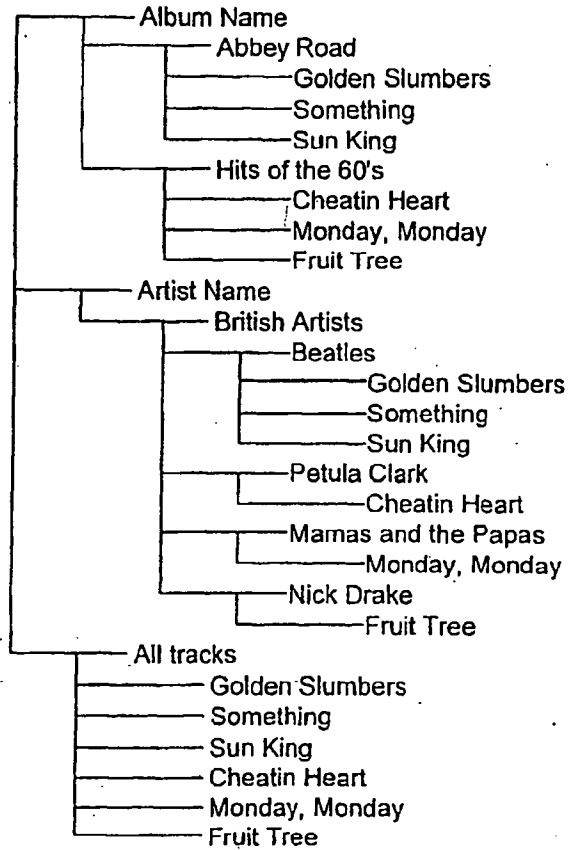 Album Name
Abbey Road
Golden Slumbers
Something
Sun King
Hits of the 60's
Cheatin Heart
Monday, Monday
Fruit Tree
Artist Name
British Artists
Beatles
Golden Slumbers
Something
Sun King
Petula Clark
Cheatin Heart
Mamas and the Papas
Monday, Monday
Nick Drake
Fruit Tree
All tracks
Golden Slumbers
Something
Sun King
Cheatin Heart
Monday, Monday
Fruit Tree